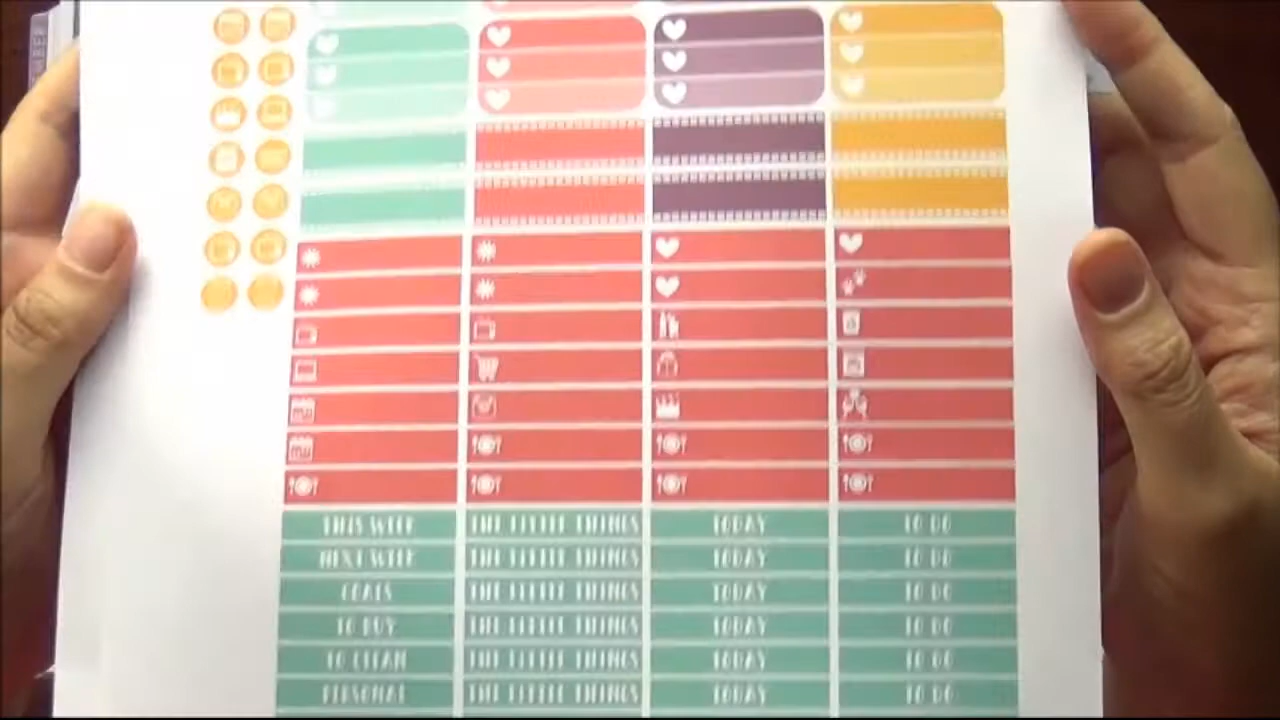 THIS WEEK THE LITTLE THINGS TODAY TO DO
NEXT WEEK THE LITTLE THINGS TODAY TO DO
GOALS THE LITTLE THINGS TODAY TO DO
TO BUY THE LITTLE THINGS TODAY TO DO
TO CLEAN THE LITTLE THINGS TODAY TO DO
PERSONAL THE LITTLE THINGS TODAY TO DO